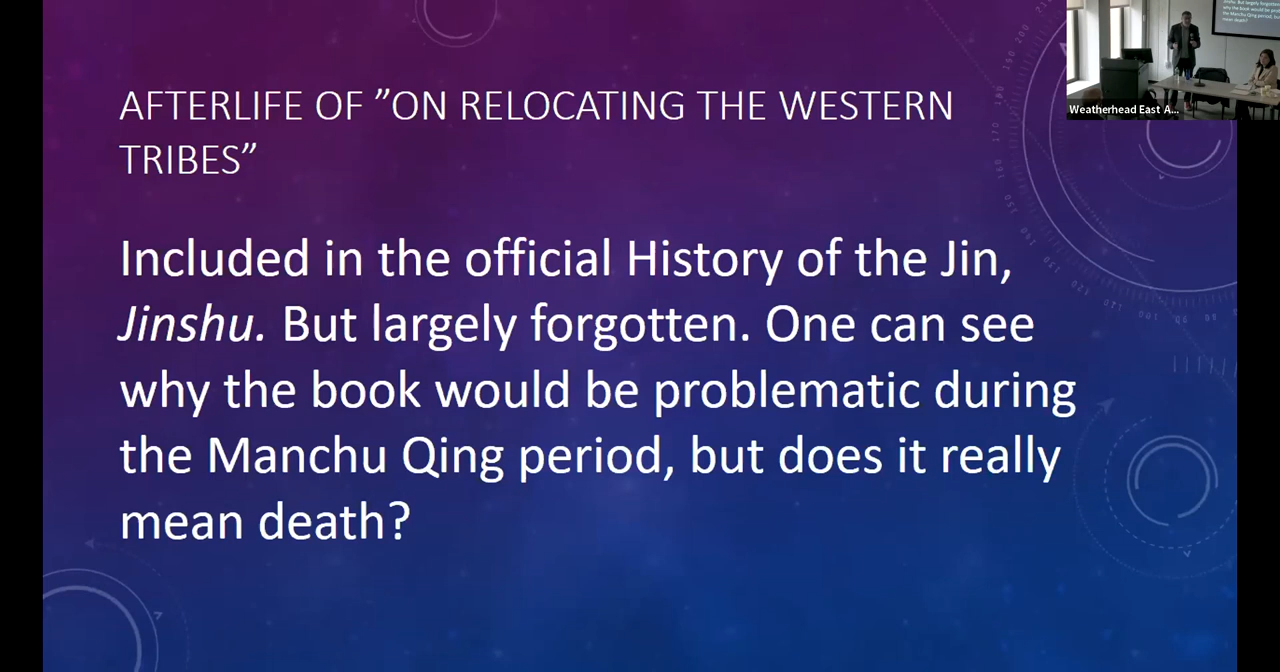 AFTERLIFE OF ”ON RELOCATING THE WESTERN
TRIBES”
Included in the official History of the Jin,
Jinshu. But largely forgotten. One can see
why the book would be problematic during
the Manchu Qing period, but does it really
mean death?
Weatherhead East A...